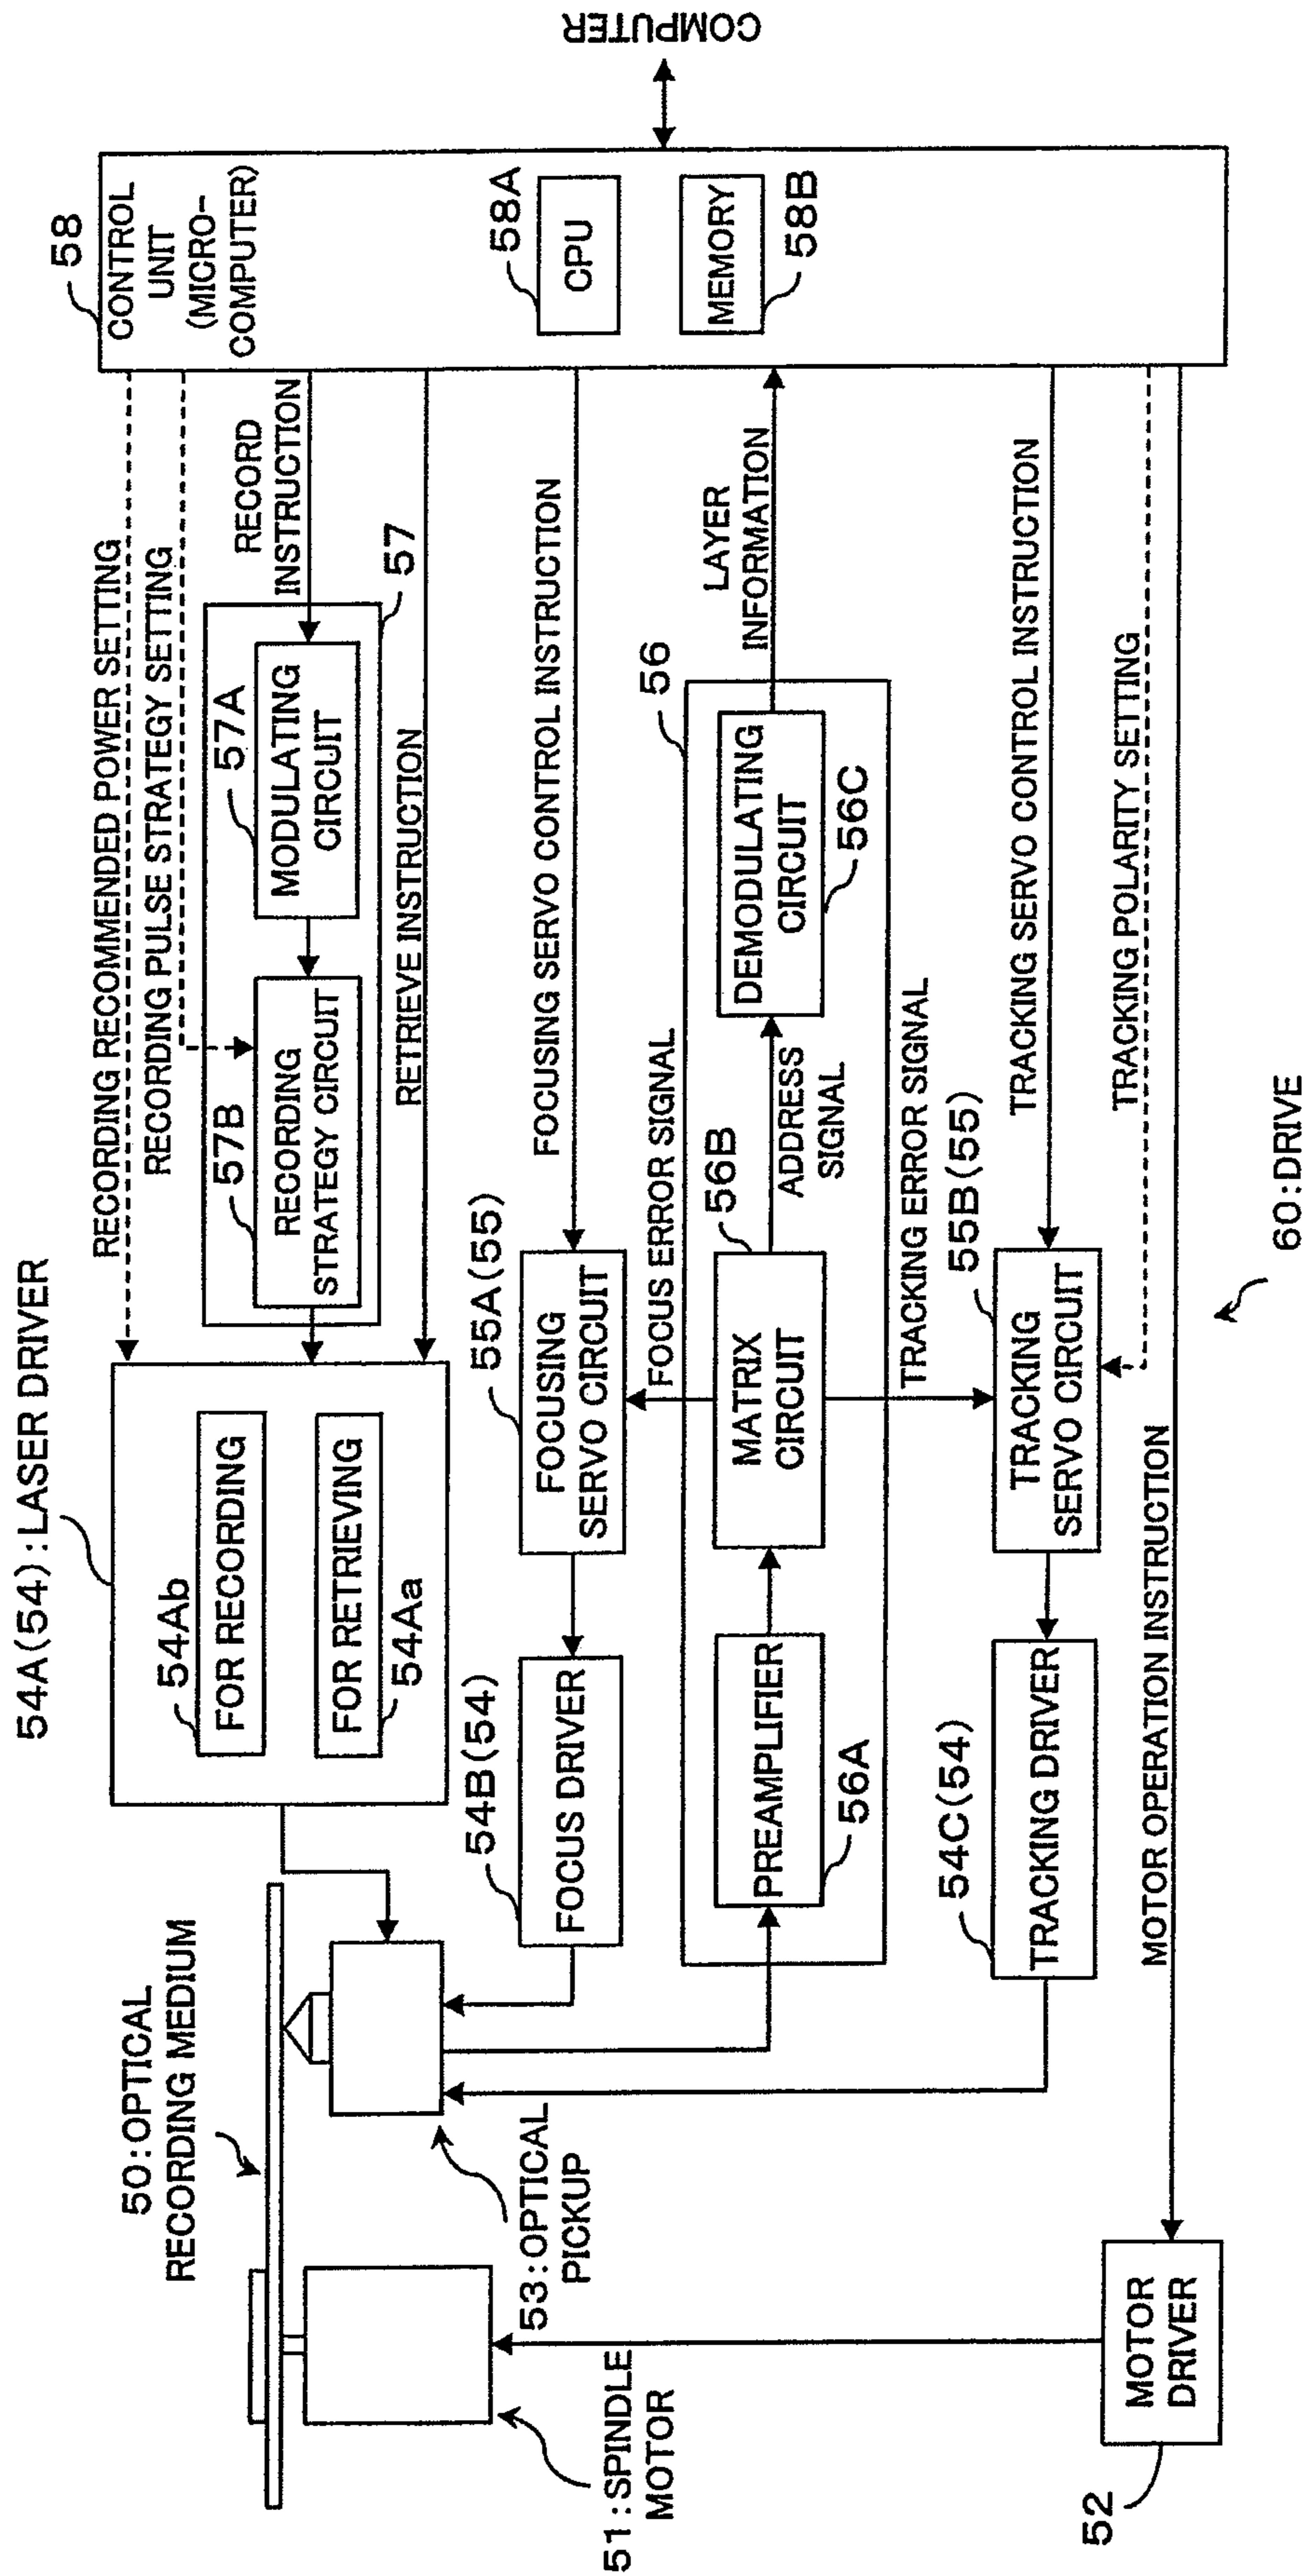 50:OPTICAL
RECORDING MEDIUM
51:SPINDLE
MOTOR
53:OPTICAL
PICKUP
52
MOTOR
DRIVER
54A(54):LASER DRIVER
54Ab
FOR RECORDING
FOR RETRIEVING
54Aa
54B(54)
FOCUS DRIVER
55A(55)
FOCUSING
SERVO CIRCUIT
PREAMPLIFIER
56A
MATRIX
CIRCUIT
56B
FOCUS ERROR SIGNAL
ADDRESS
SIGNAL
TRACKING ERROR SIGNAL
56
DEMODULATING
CIRCUIT
56C
LAYER
INFORMATION
54C(54)
TRACKING DRIVER
55B(55)
TRACKING
SERVO CIRCUIT
RECORDING RECOMMENDED POWER SETTING
RECORDING PULSE STRATEGY SETTING
57B
RECORDING
STRATEGY CIRCUIT
57A
MODULATING
CIRCUIT
57
RECORD
INSTRUCTION
RETRIEVE INSTRUCTION
FOCUSING SERVO CONTROL INSTRUCTION
TRACKING SERVO CONTROL INSTRUCTION
TRACKING POLARITY SETTING
MOTOR OPERATION INSTRUCTION
58
CONTROL
UNIT
(MICRO-
COMPUTER)
58A
CPU
MEMORY
58B
COMPUTER
60:DRIVE